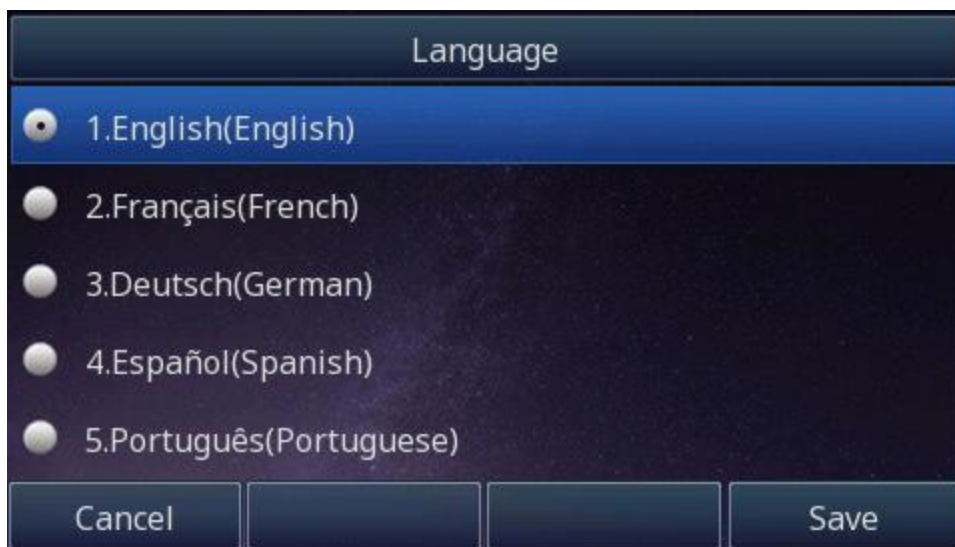 Language
1.English(English)
2.Français(French)
3.Deutsch(German)
4.Español(Spanish)
5.Português(Portuguese)
Cancel
Save